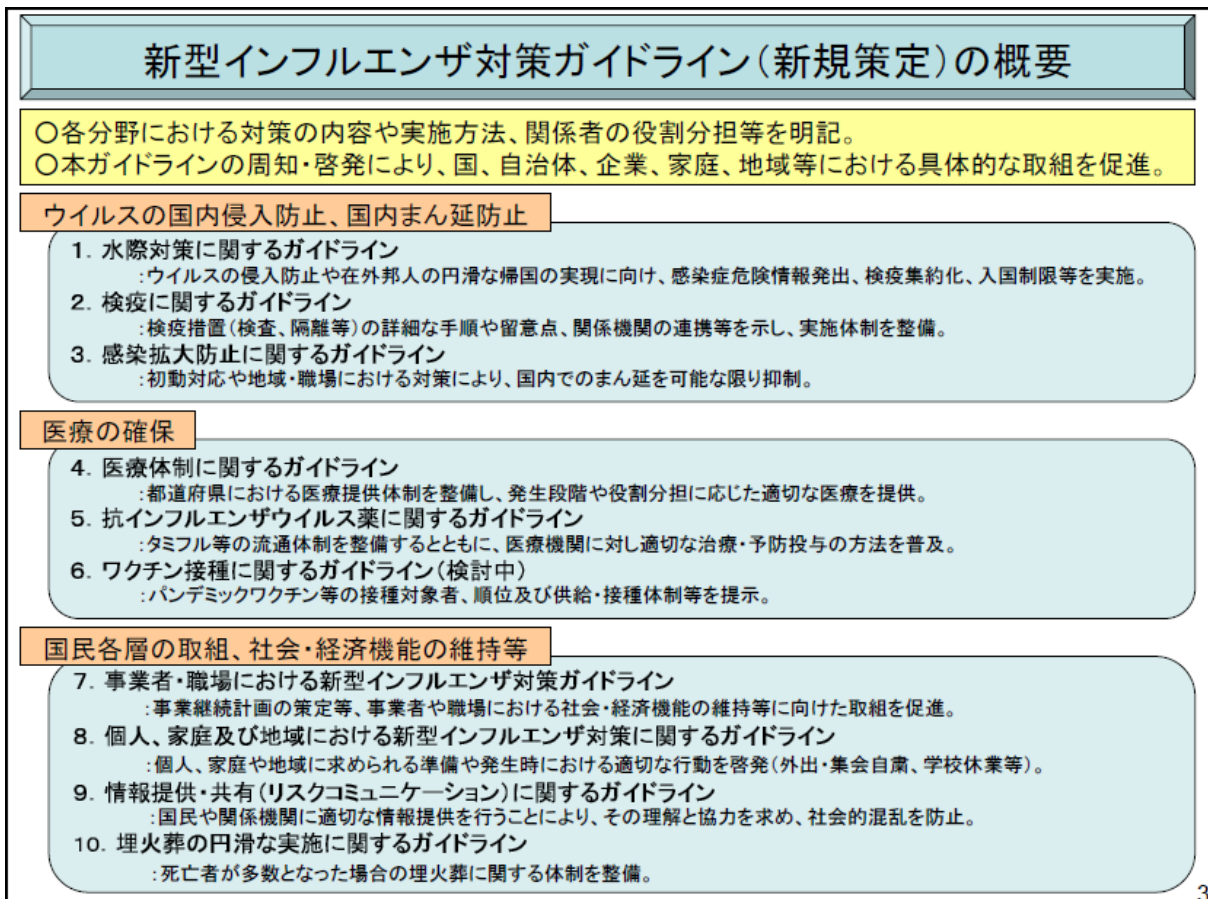 新型インフルエンザ対策ガイドライン(新規策定)の概要
○各分野における対策の内容や実施方法、関係者の役割分担等を明記。
○本ガイドラインの周知・啓発により、国、自治体、企業、家庭、地域等における具体的な取組を促進。
ウイルスの国内侵入防止、国内まん延防止
1. 水際対策に関するガイドライン
:ウイルスの侵入防止や在外邦人の円滑な帰国の実現に向け、感染症危険情報発出、検疫集約化、入国制限等を実施。
2. 検疫に関するガイドライン
:検疫措置(検査、隔離等)の詳細な手順や留意点、関係機関の連携等を示し、実施体制を整備。
3. 感染拡大防止に関するガイドライン
:初動対応や地域・職場における対策により、国内でのまん延を可能な限り抑制。
医療の確保
4. 医療体制に関するガイドライン
:都道府県における医療提供体制を整備し、発生段階や役割分担に応じた適切な医療を提供。
5. 抗インフルエンザウイルス薬に関するガイドライン
:タミフル等の流通体制を整備するとともに、医療機関に対し適切な治療・予防投与の方法を普及。
6. ワクチン接種に関するガイドライン(検討中)
:パンデミックワクチン等の接種対象者、順位及び供給・接種体制等を提示。
国民各層の取組、社会・経済機能の維持等
7. 事業者・職場における新型インフルエンザ対策ガイドライン
:事業継続計画の策定等、事業者や職場における社会・経済機能の維持等に向けた取組を促進。
8. 個人、家庭及び地域における新型インフルエンザ対策に関するガイドライン
:個人、家庭や地域に求められる準備や発生時における適切な行動を啓発(外出・集会自粛、学校休業等)。
9. 情報提供・共有(リスクコミュニケーション)に関するガイドライン
:国民や関係機関に適切な情報提供を行うことにより、その理解と協力を求め、社会的混乱を防止。
10. 埋火葬の円滑な実施に関するガイドライン
:死亡者が多数となった場合の埋火葬に関する体制を整備。
3